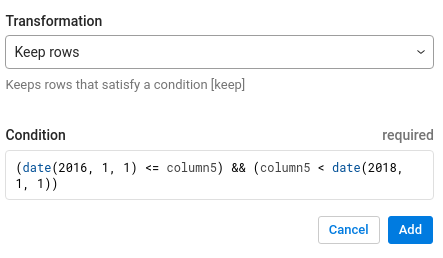 Transformation
Keep rows
Keeps rows that satisfy a condition [keep]
Condition required
(date(2016, 1, 1) <= column5) && (column5 < date(2018,
1, 1))
Cancel Add